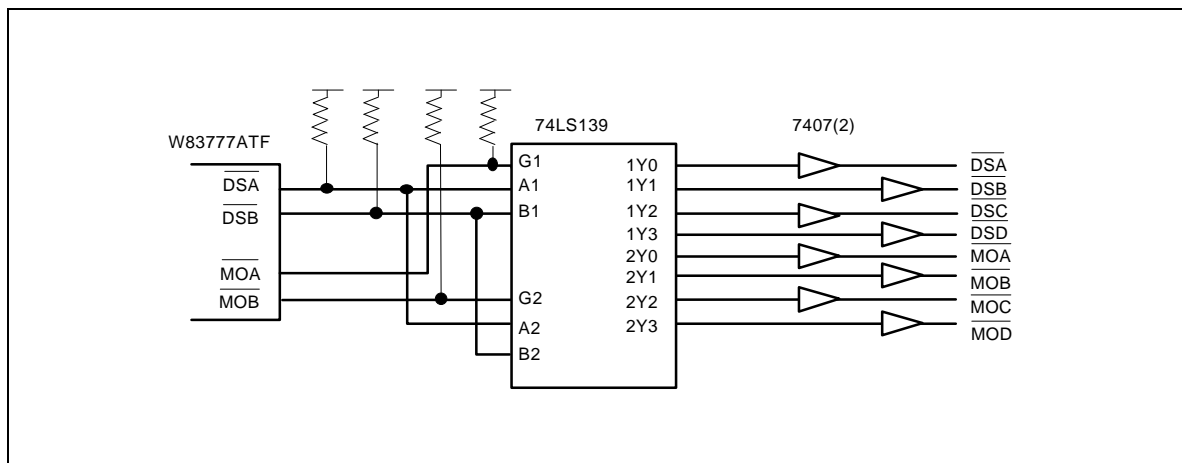 74LS139
7407(2)
W83777ATF
DSA
DSB
MOA
MOB
G1
A1
B1
G2
A2
B2
1Y0
1Y1
1Y2
1Y3
2Y0
2Y1
2Y2
2Y3
DSA
DSB
DSC
DSD
MOA
MOB
MOC
MOD